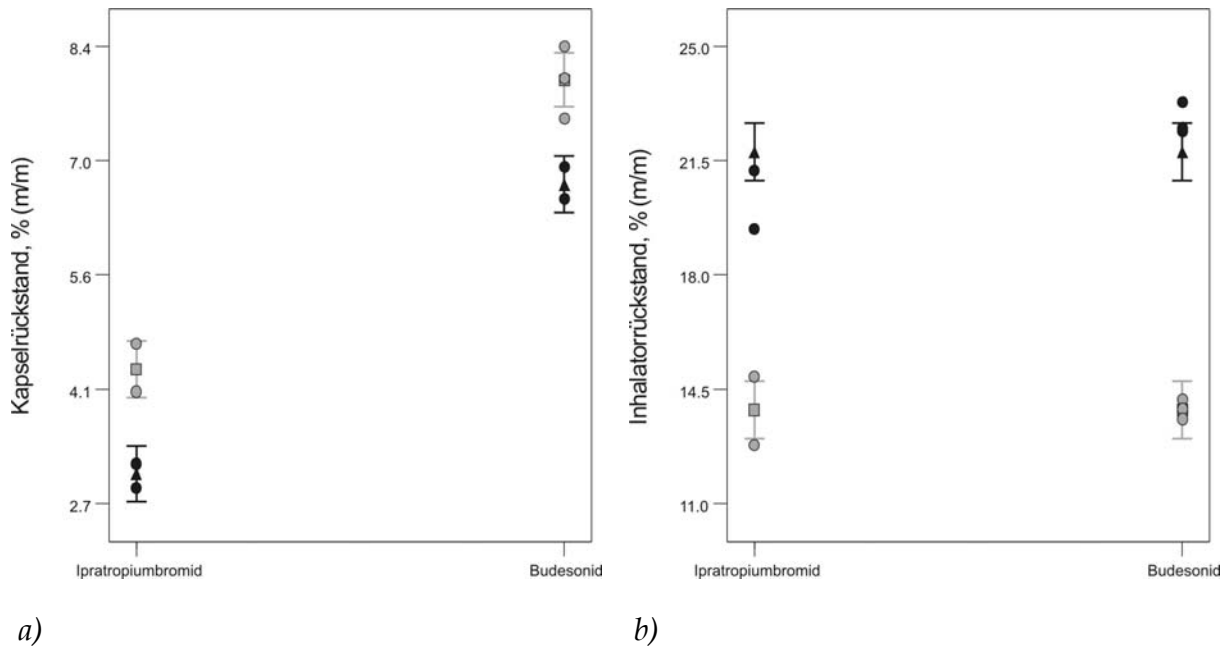 Kapselrückstand, % (m/m)
8.4
7.0
5.6
4.1
2.7
Ipratropiumbromid
Budesonid
a)
Inhalatorrückstand, % (m/m)
25.0
21.5
18.0
14.5
11.0
Ipratropiumbromid
Budesonid
b)